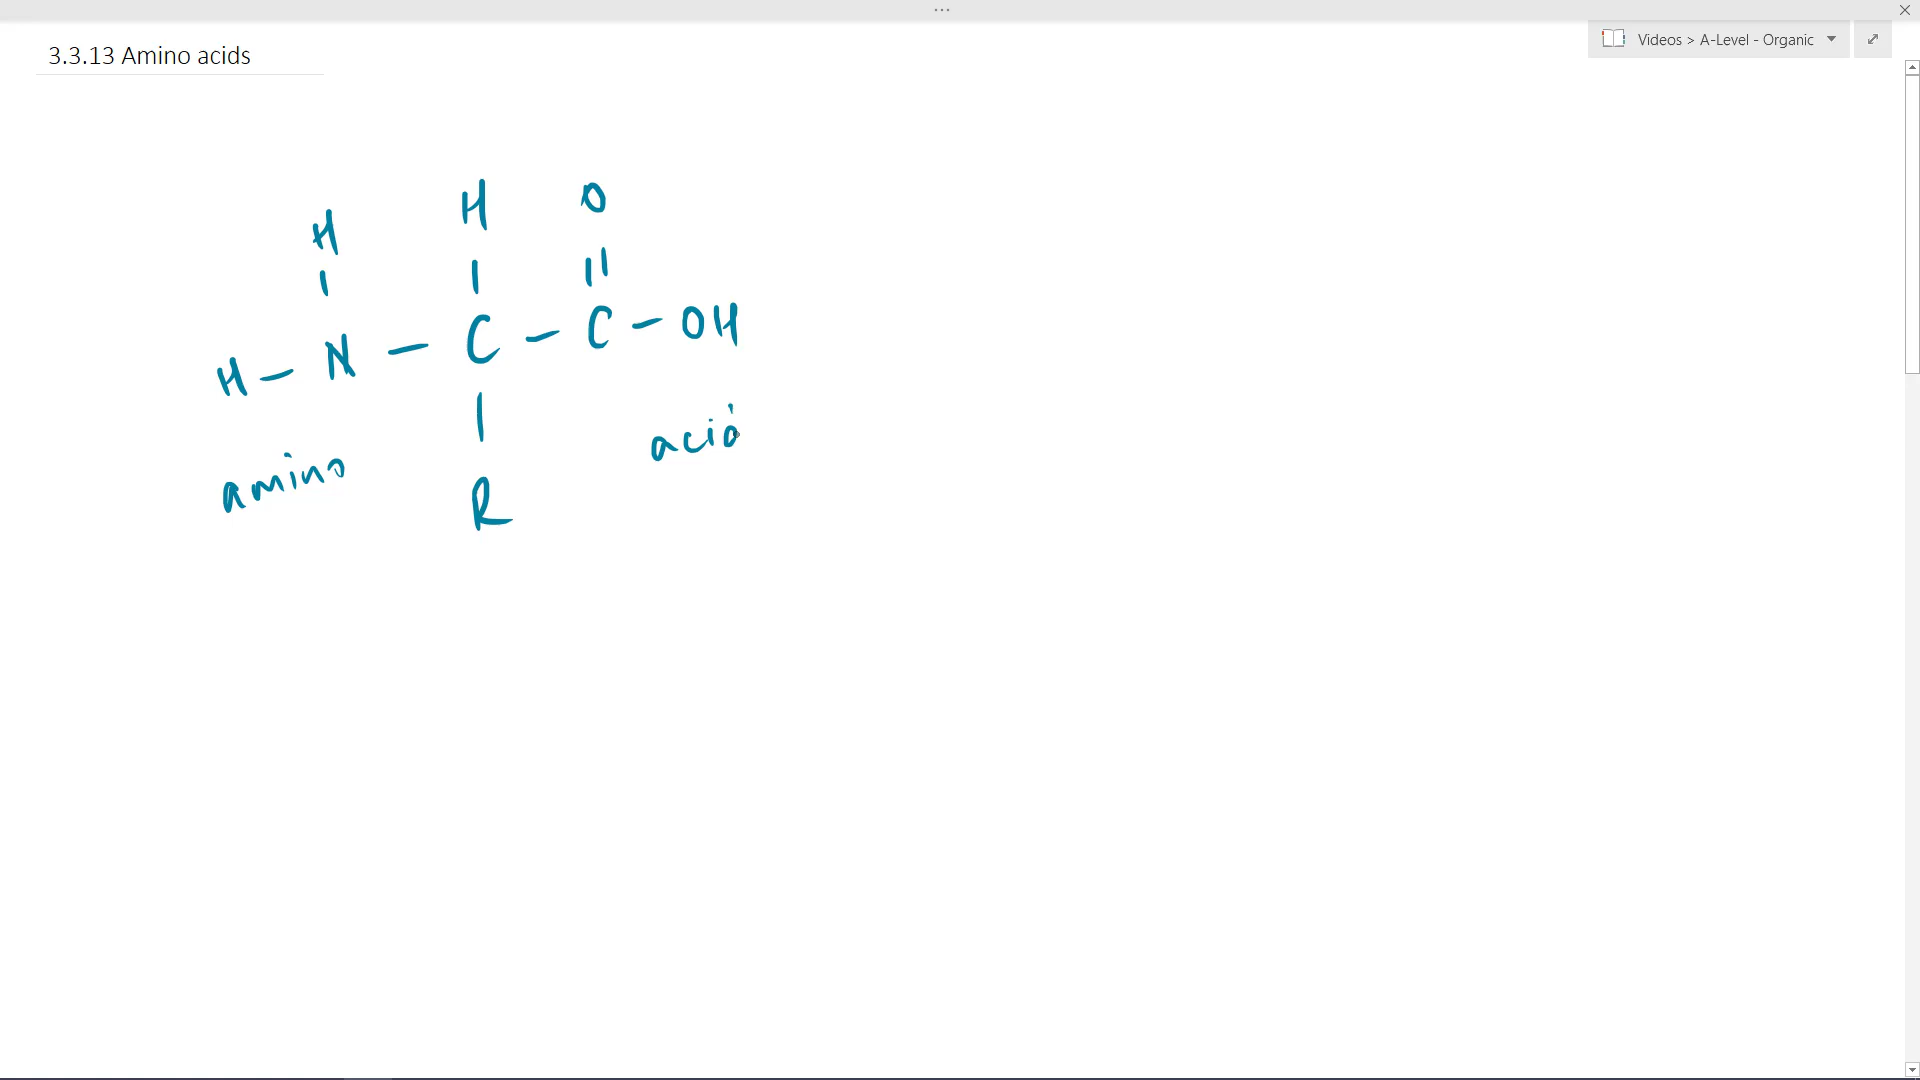 ...
Videos > A-Level - Organic
3.3.13 Amino acids
H O
H
H - N - C - C - OH
R
amino acid